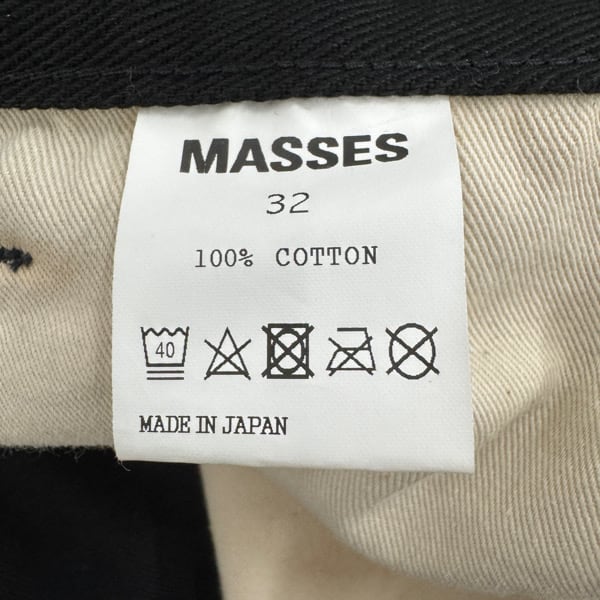 MASSES
32
100% COTTON
40
MADE IN JAPAN